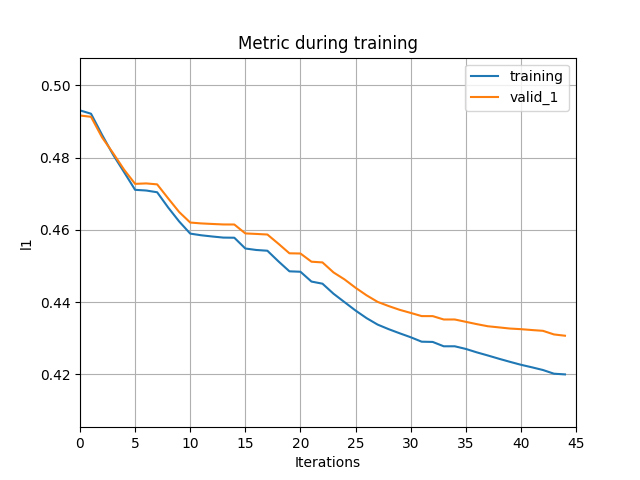 Metric during training
training
valid_1
0.50
0.48
0.46
0.44
0.42
l1
0 5 10 15 20 25 30 35 40 45
Iterations